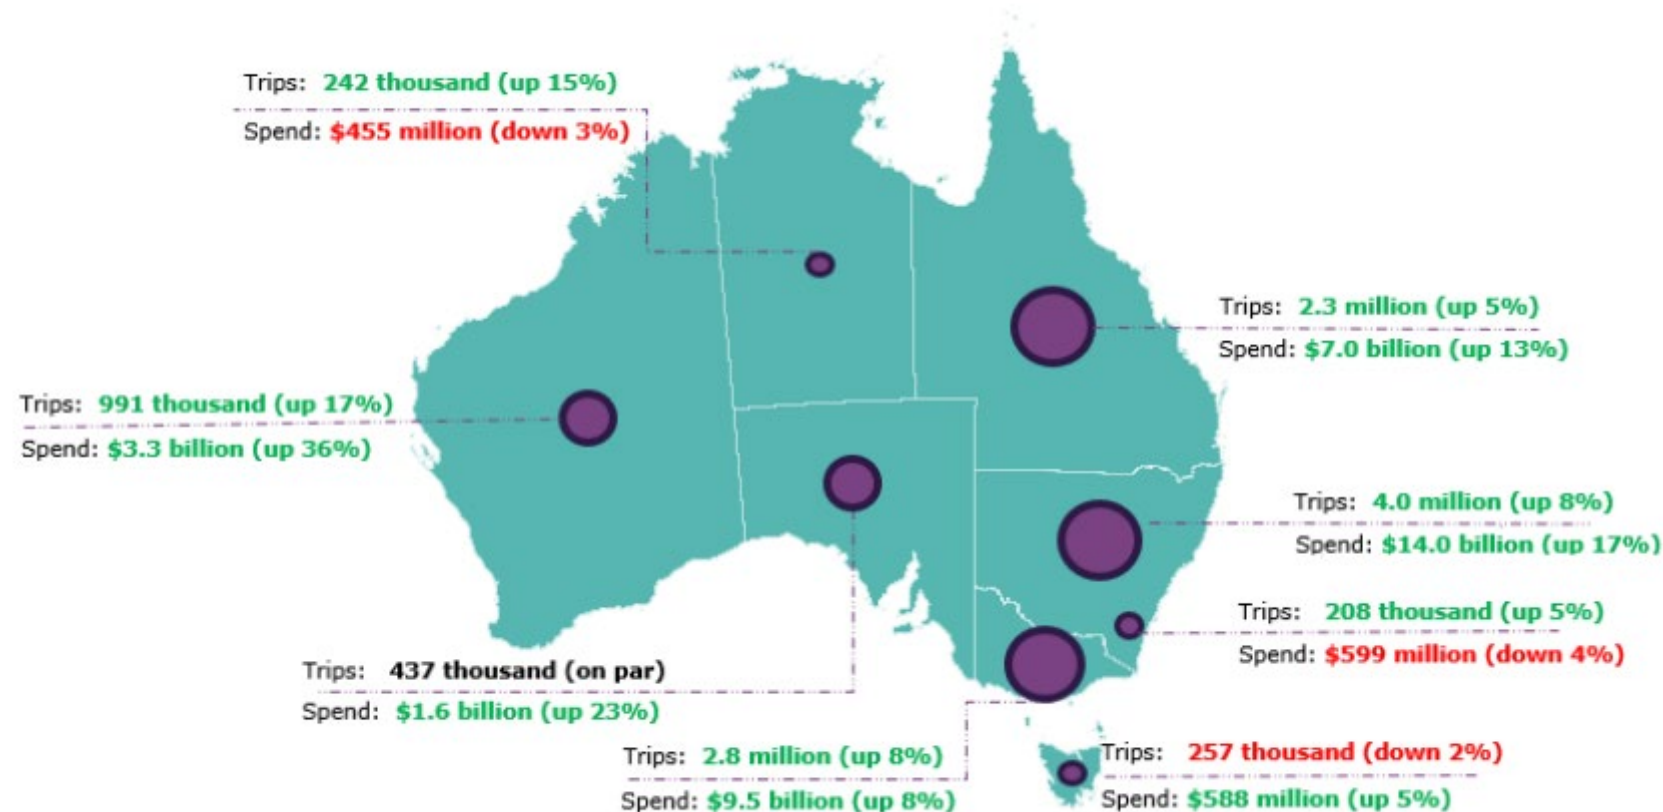 Trips: 242 thousand (up 15%)
Spend: $455 million (down 3%)
Trips: 2.3 million (up 5%)
Spend: $7.0 billion (up 13%)
Trips: 991 thousand (up 17%)
Spend: $3.3 billion (up 36%)
Trips: 4.0 million (up 8%)
Spend: $14.0 billion (up 17%)
Trips: 208 thousand (up 5%)
Spend: $599 million (down 4%)
Trips: 437 thousand (on par)
Spend: $1.6 billion (up 23%)
Trips: 2.8 million (up 8%)
Spend: $9.5 billion (up 8%)
Trips: 257 thousand (down 2%)
Spend: $588 million (up 5%)